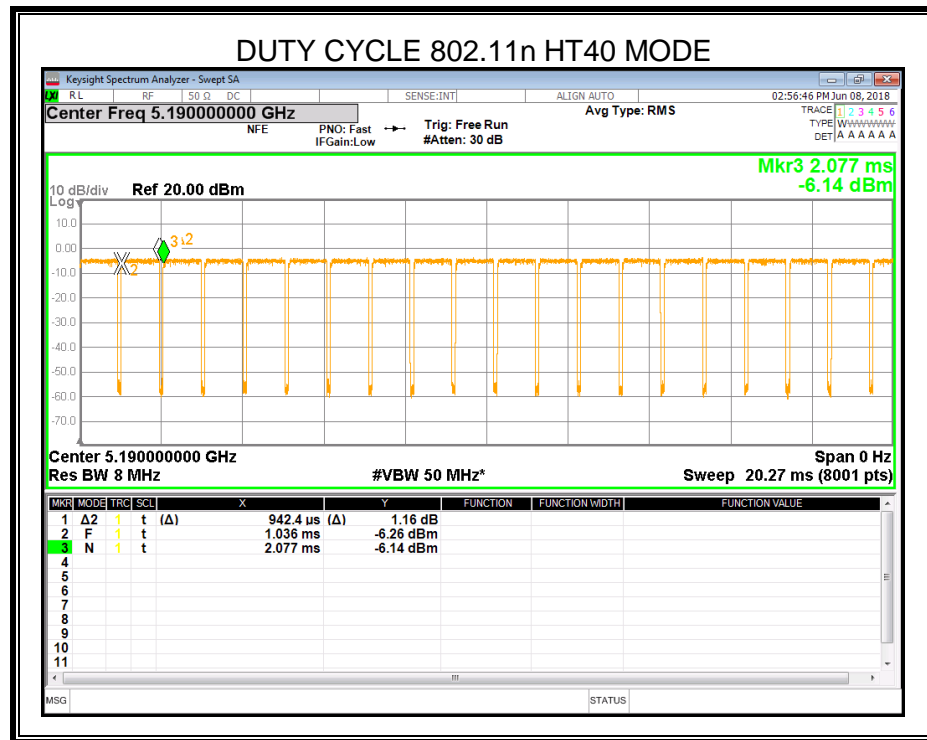 DUTY CYCLE 802.11n HT40 MODE
Keysight Spectrum Analyzer - Swept SA
LXI RL RF 50 Ω DC SENSE:INT ALIGN AUTO 02:56:46 PM Jun 08, 2018
Center Freq 5.190000000 GHz Avg Type: RMS TRACE 1 2 3 4 5 6
NFE PNO: Fast Trig: Free Run TYPE WWWWWWW
IFGain:Low #Atten: 30 dB DET A A A A A A
Mkr3 2.077 ms
10 dB/div Ref 20.00 dBm -6.14 dBm
Log
10.0
0.00
3 2
-10.0
2
-20.0
-30.0
-40.0
-50.0
-60.0
-70.0
Center 5.190000000 GHz Span 0 Hz
Res BW 8 MHz #VBW 50 MHz* Sweep 20.27 ms (8001 pts)
MKR MODE TRC SCL X Y FUNCTION FUNCTION WIDTH FUNCTION VALUE
1 Δ2 1 t (Δ) 942.4 µs (Δ) 1.16 dB
2 F 1 t 1.036 ms -6.26 dBm
3 N 1 t 2.077 ms -6.14 dBm
4
5
6
7
8
9
10
11
MSG STATUS